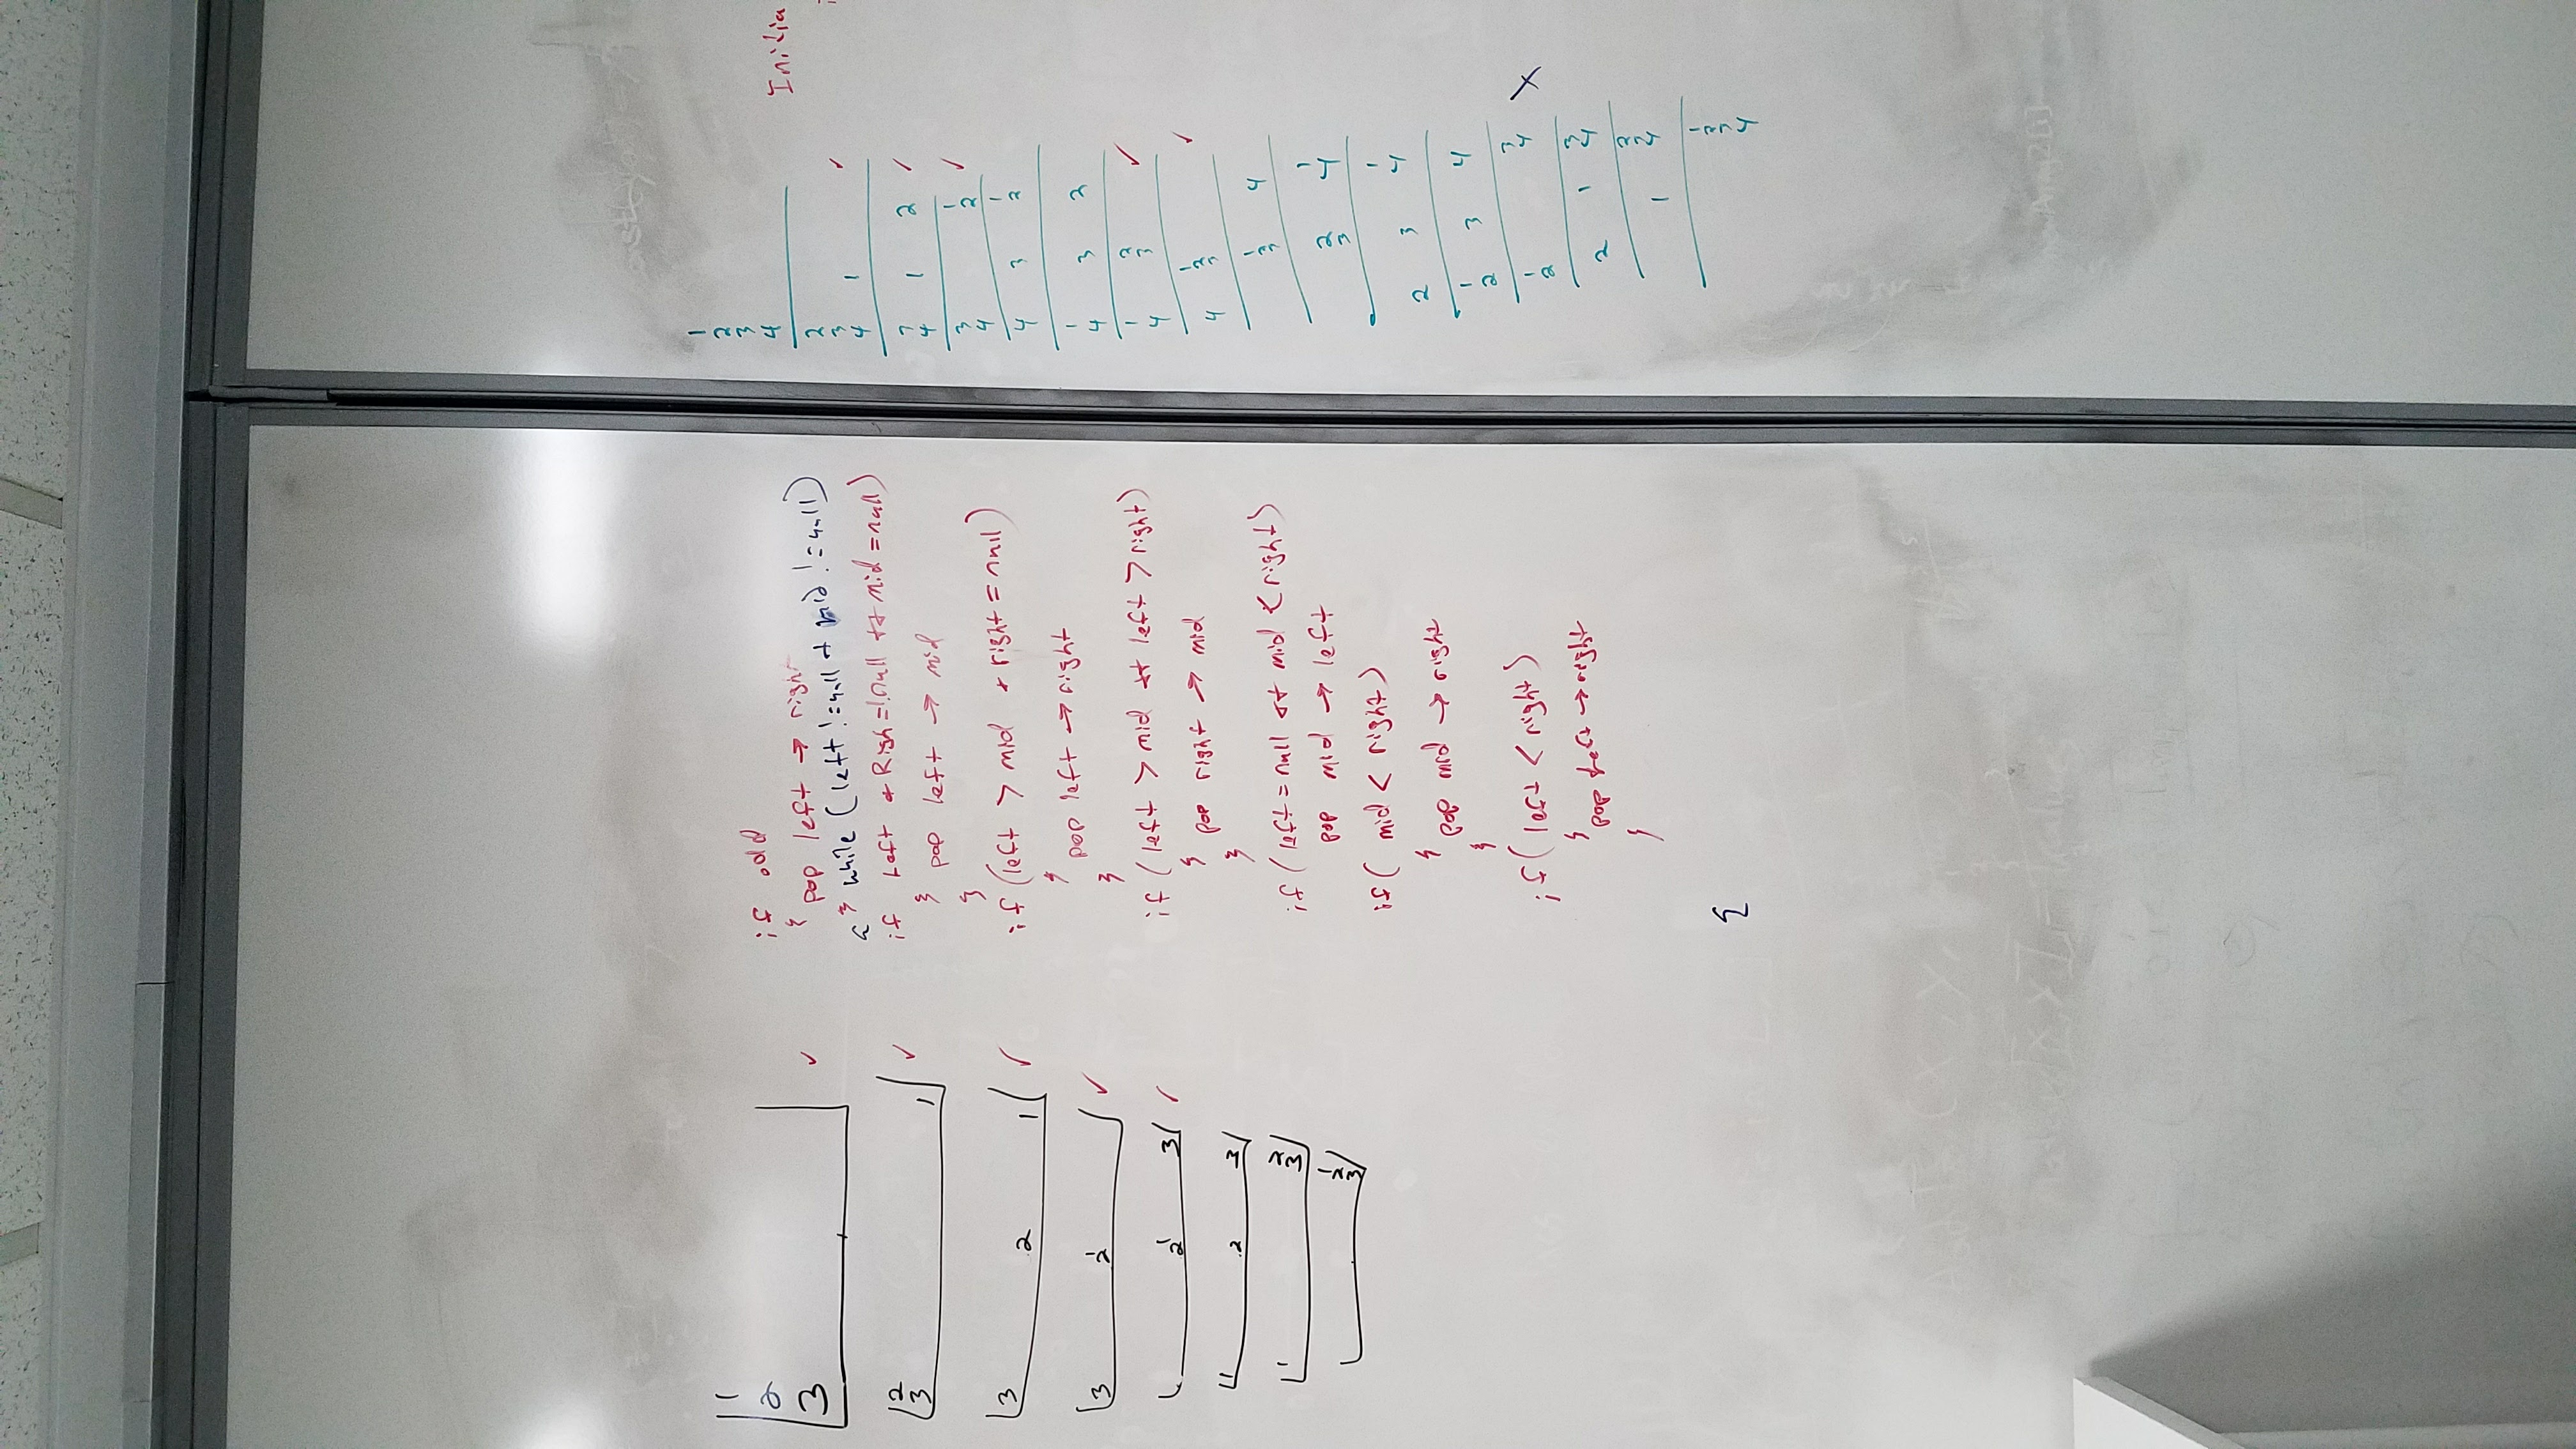 1
2
3
2
3 1
3 2 1
3 1
2
1
2 3
1 2 3
1 2
3
1
2
3
if odd
{ pop left → right
} while (left != null + mid != null)
if Left + Righ=!null ++ mid = null)
{ pop left → mid
}
if (left > mid + right = null)
{
pop left → right
}
if (left > mid ++ left > right)
{ pop right → mid
}
if (left = null ++ mid < right)
pop mid → left
if ( mid < right)
{ pop mid → right
}
if( left < right)
{ pop left → right
}
{
1
2
3
4
2
3
4 1
3
4 1 2
3 1
4 2
1
4 3 2
1
4 3 2
1 2
4 3
1
4 2
3
1
2
3 4
2 1
3 4
1
2 3 4
1
2 3 4
1 3
2 4
3
2 1 4
2
3
1 4
1
2
3
4
Initia